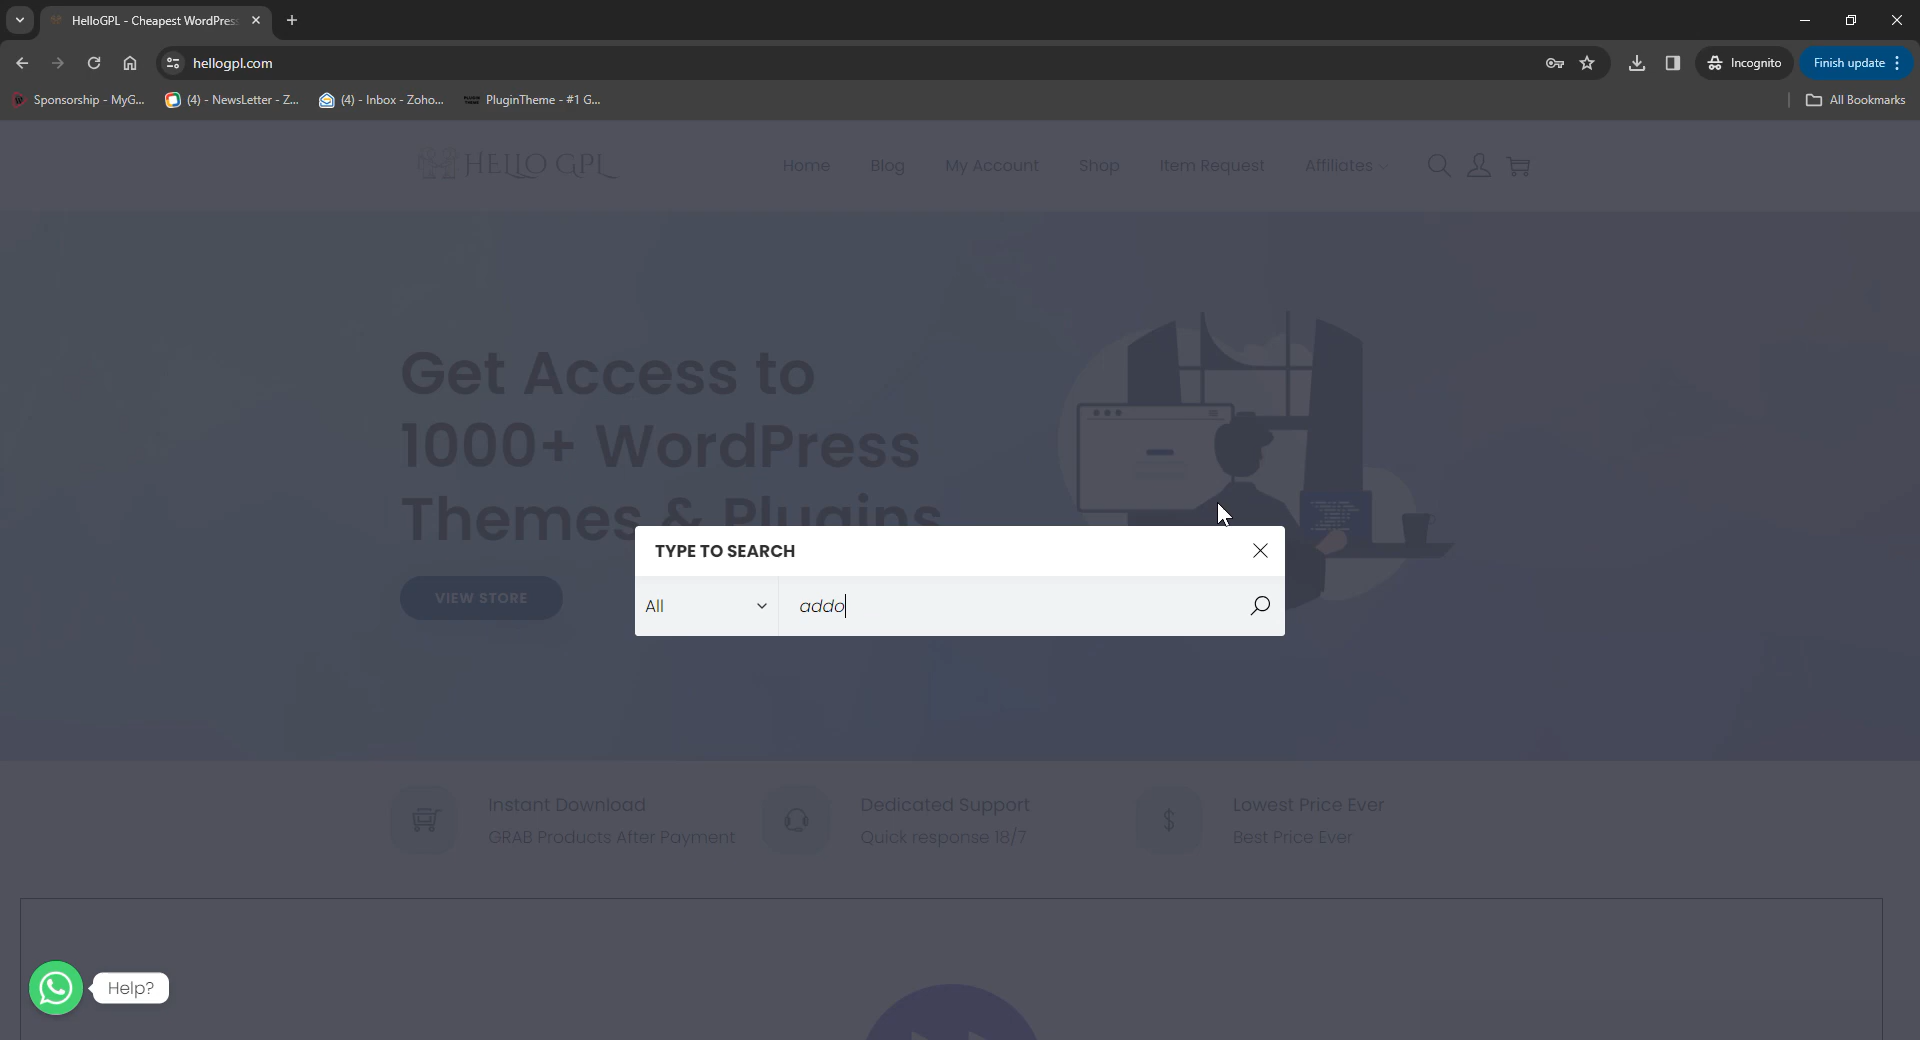 HelloGPL - Cheapest WordPres
hellogpl.com
Incognito
Finish update
Sponsorship - MyG...
(4) - NewsLetter - Z...
(4) - Inbox - Zoho...
PluginTheme - #1 G...
All Bookmarks
HELLO GPL
Home
Blog
My Account
Shop
Item Request
Affiliates
Get Access to
1000+ WordPress
Themes & Plugins
VIEW STORE
TYPE TO SEARCH
All
addo
Instant Download
GRAB Products After Payment
Dedicated Support
Quick response 18/7
Lowest Price Ever
Best Price Ever
Help?